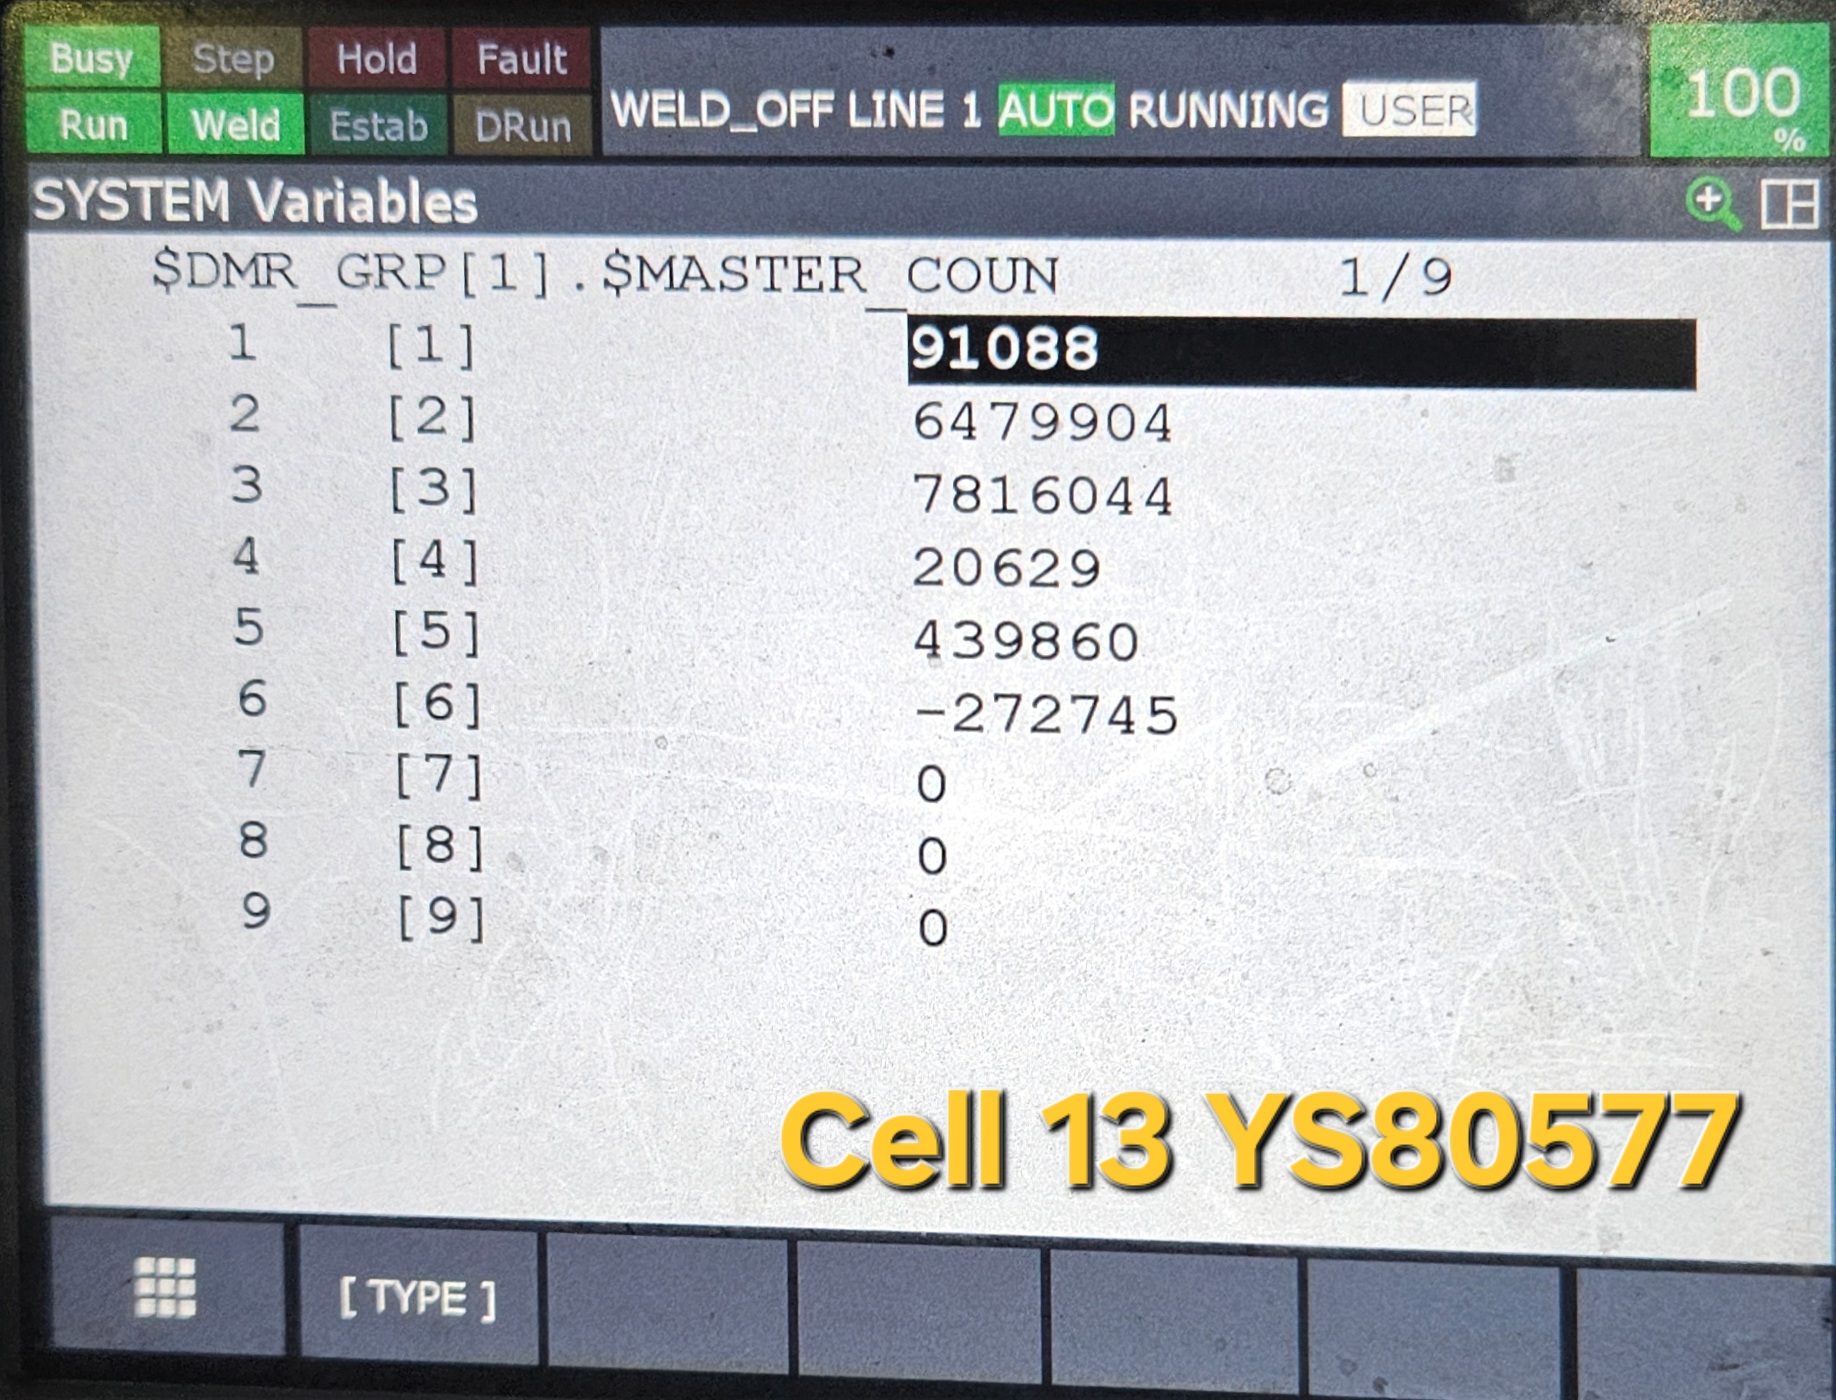 Busy Step Hold Fault
Run Weld Estab DRun
WELD_OFF LINE 1 AUTO RUNNING USER
100
%
SYSTEM Variables
$DMR_GRP[1].$MASTER_COUN 1/9
1 [1] 91088
2 [2] 6479904
3 [3] 7816044
4 [4] 20629
5 [5] 439860
6 [6] -272745
7 [7] 0
8 [8] 0
9 [9] 0
Cell 13 YS80577
[ TYPE ]